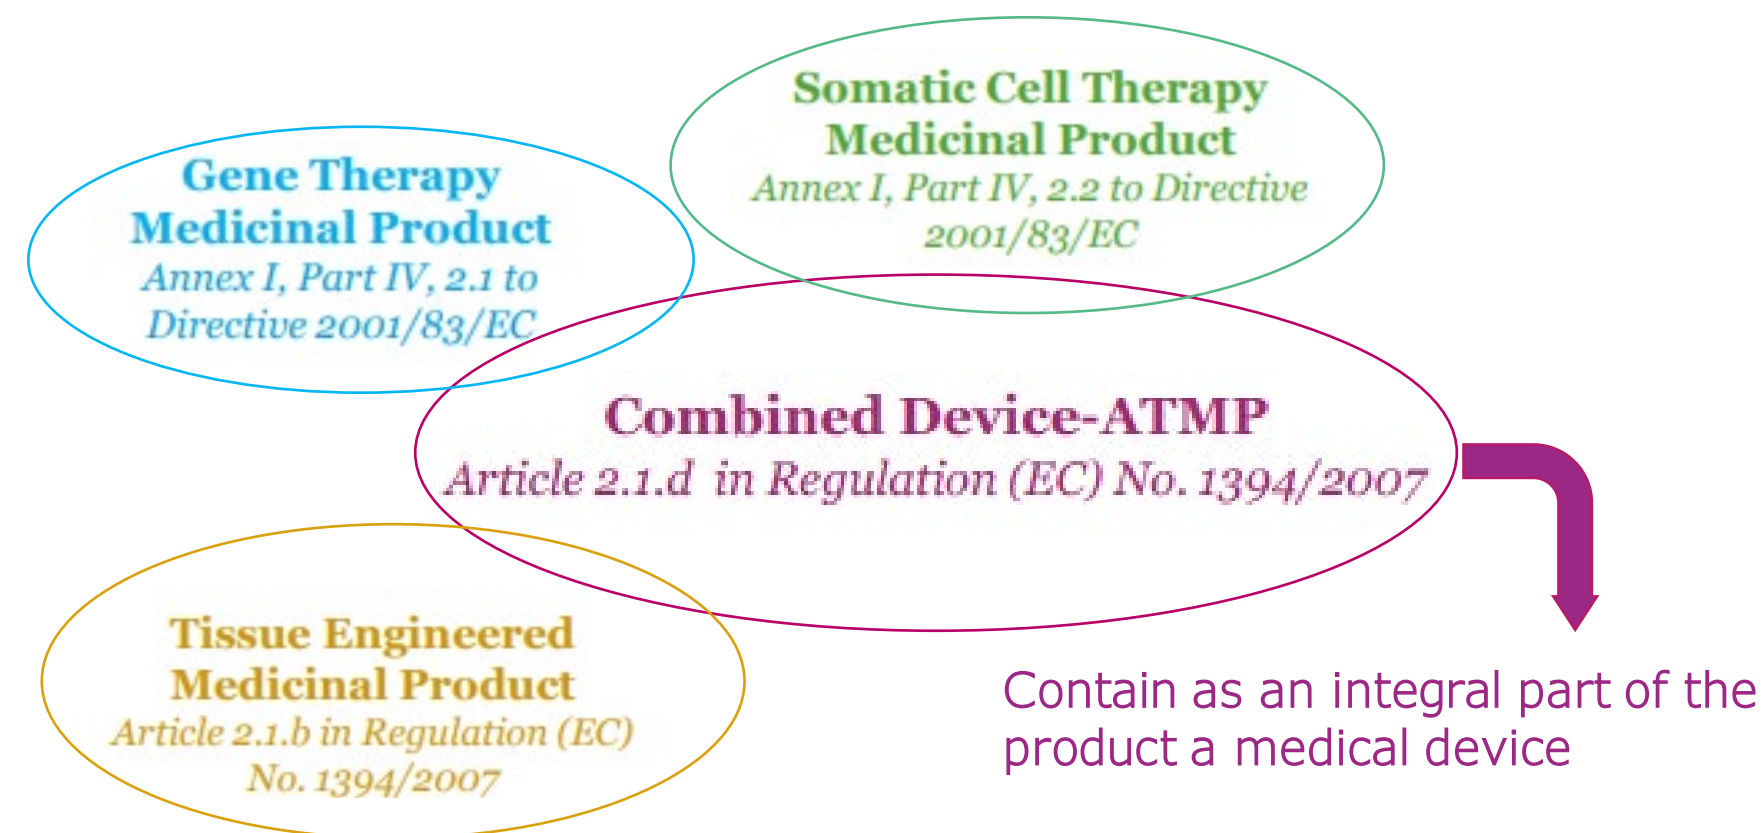 Somatic Cell Therapy
Medicinal Product
Annex I, Part IV, 2.2 to Directive
2001/83/EC
Gene Therapy
Medicinal Product
Annex I, Part IV, 2.1 to
Directive 2001/83/EC
Combined Device-ATMP
Article 2.1.d in Regulation (EC) No. 1394/2007
Tissue Engineered
Medicinal Product
Article 2.1.b in Regulation (EC)
No. 1394/2007
Contain as an integral part of the
product a medical device